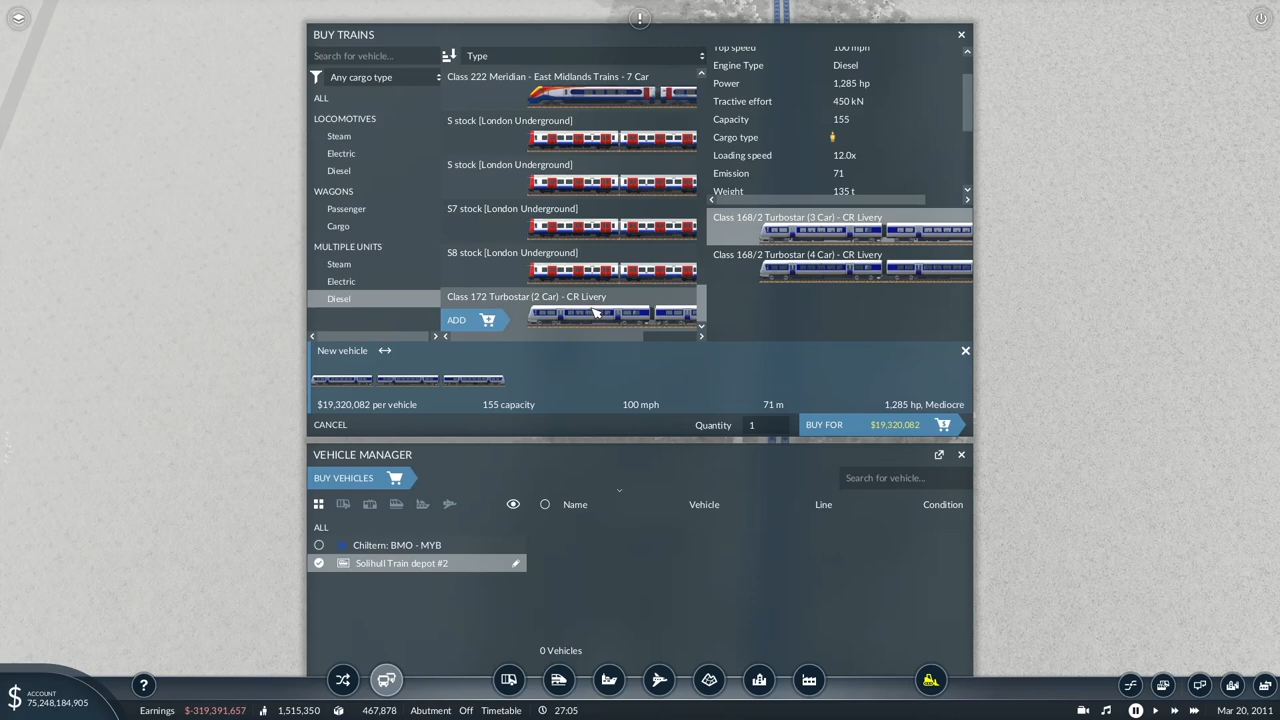 BUY TRAINS
Search for vehicle...
Type
Any cargo type
ALL
LOCOMOTIVES
Steam
Electric
Diesel
WAGONS
Passenger
Cargo
MULTIPLE UNITS
Steam
Electric
Diesel
Class 222 Meridian - East Midlands Trains - 7 Car
S stock [London Underground]
S stock [London Underground]
S7 stock [London Underground]
S8 stock [London Underground]
Class 172 Turbostar (2 Car) - CR Livery
ADD
Top speed 100 mph
Engine Type Diesel
Power 1,285 hp
Tractive effort 450 kN
Capacity 155
Cargo type
Loading speed 12.0x
Emission 71
Weight 135 t
Class 168/2 Turbostar (3 Car) - CR Livery
Class 168/2 Turbostar (4 Car) - CR Livery
New vehicle
$19,320,082 per vehicle 155 capacity 100 mph 71 m 1,285 hp, Mediocre
CANCEL Quantity 1 BUY FOR $19,320,082
VEHICLE MANAGER
BUY VEHICLES
Search for vehicle...
Name Vehicle Line Condition
ALL
Chiltern: BMO - MYB
Solihull Train depot #2
0 Vehicles
$ ACCOUNT
75,248,184,905
?
Earnings $-319,391,657 1,515,350 467,878 Abutment Off Timetable 27:05 Mar 20, 2011